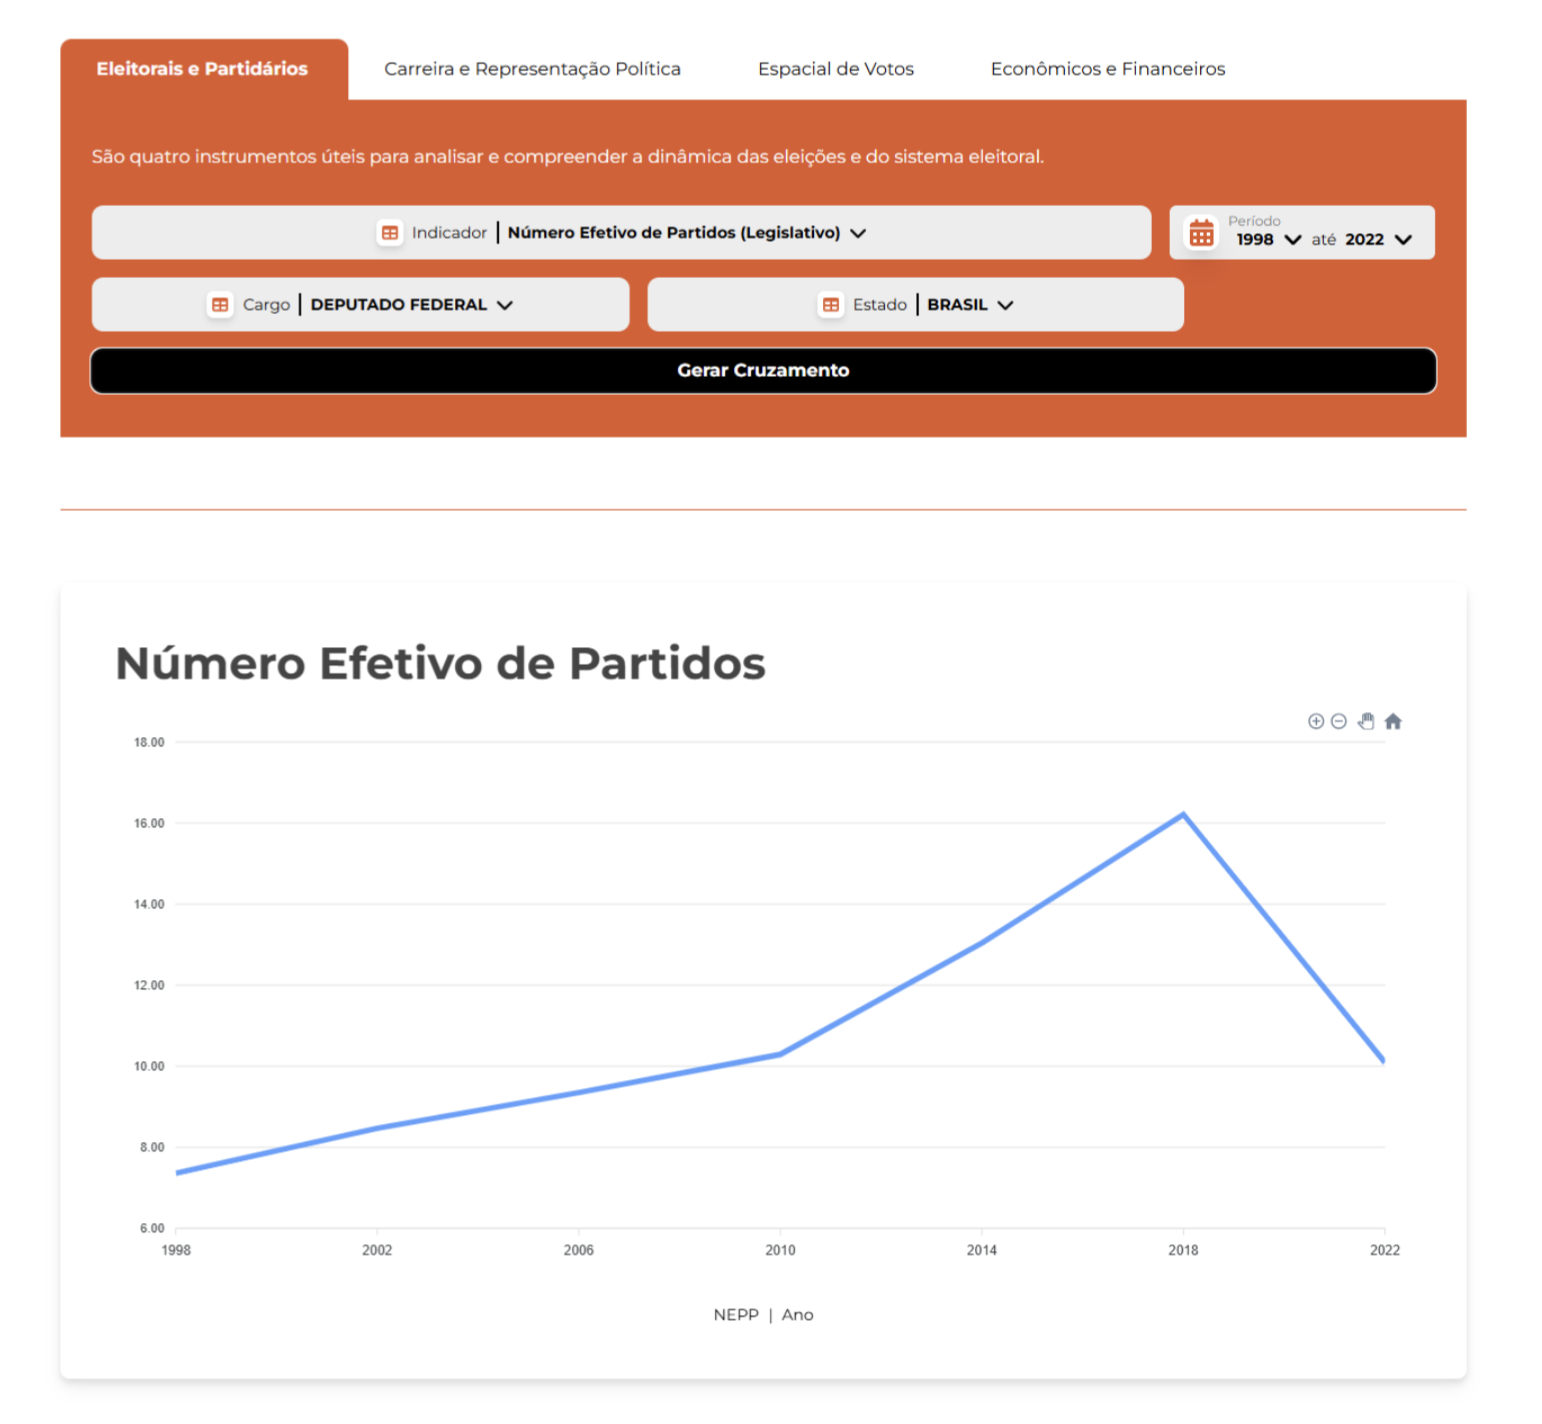 Eleitorais e Partidários Carreira e Representação Política Espacial de Votos Econômicos e Financeiros
São quatro instrumentos úteis para analisar e compreender a dinâmica das eleições e do sistema eleitoral.
Indicador | Número Efetivo de Partidos (Legislativo)
Período
1998 até 2022
Cargo | DEPUTADO FEDERAL
Estado | BRASIL
Gerar Cruzamento
Número Efetivo de Partidos
18.00
16.00
14.00
12.00
10.00
8.00
6.00
1998 2002 2006 2010 2014 2018 2022
NEPP | Ano